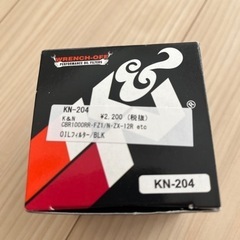 WRENCH-OFF
PERFORMANCE OIL FILTERS
KN-204
K&N ¥2,200 (税抜)
CBR1000RR-FZ1/N-ZX-12R etc
OILフィルター/BLK
&
KN-204